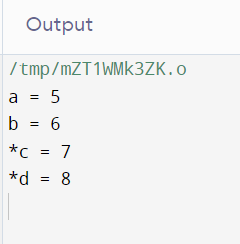 Output
/tmp/mZT1WMk3ZK.o
a = 5
b = 6
*c = 7
*d = 8